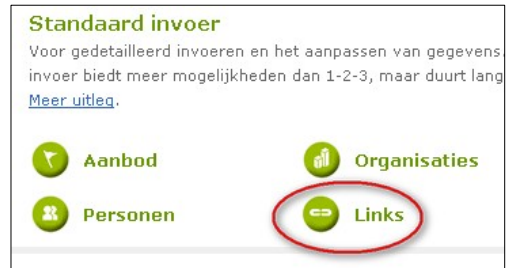 Standaard invoer
Voor gedetailleerd invoeren en het aanpassen van gegevens.
invoer biedt meer mogelijkheden dan 1-2-3, maar duurt lang
Meer uitleg.
Aanbod
Organisaties
Personen
Links